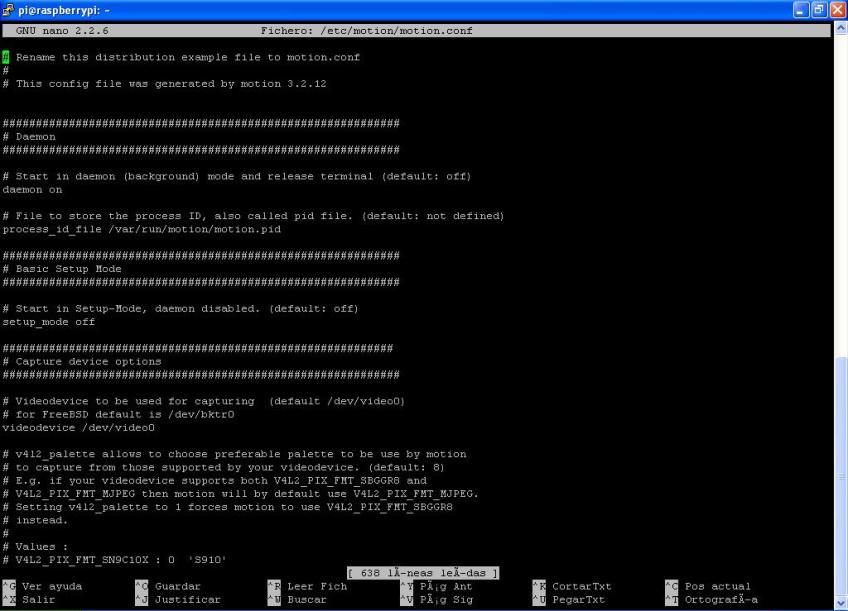 pi@raspberrypi: ~
GNU nano 2.2.6 Fichero: /etc/motion/motion.conf
# Rename this distribution example file to motion.conf
#
# This config file was generated by motion 3.2.12
############################################################
# Daemon
############################################################
# Start in daemon (background) mode and release terminal (default: off)
daemon on
# File to store the process ID, also called pid file. (default: not defined)
process_id_file /var/run/motion/motion.pid
############################################################
# Basic Setup Mode
############################################################
# Start in Setup-Mode, daemon disabled. (default: off)
setup_mode off
###########################################################
# Capture device options
############################################################
# Videodevice to be used for capturing  (default /dev/video0)
# for FreeBSD default is /dev/bktr0
videodevice /dev/video0
# v4l2_palette allows to choose preferable palette to be use by motion
# to capture from those supported by your videodevice. (default: 8)
# E.g. if your videodevice supports both V4L2_PIX_FMT_SBGGR8 and
# V4L2_PIX_FMT_MJPEG then motion will by default use V4L2_PIX_FMT_MJPEG.
# Setting v4l2_palette to 1 forces motion to use V4L2_PIX_FMT_SBGGR8
# instead.
#
# Values :
# V4L2_PIX_FMT_SN9C10X : 0  'S910'
[ 638 lÃ-neas leÃ-das ]
^G Ver ayuda ^O Guardar ^R Leer Fich ^Y PÃ¡g Ant ^K CortarTxt ^C Pos actual
^X Salir ^J Justificar ^W Buscar ^V PÃ¡g Sig ^U PegarTxt ^T OrtografÃ-a